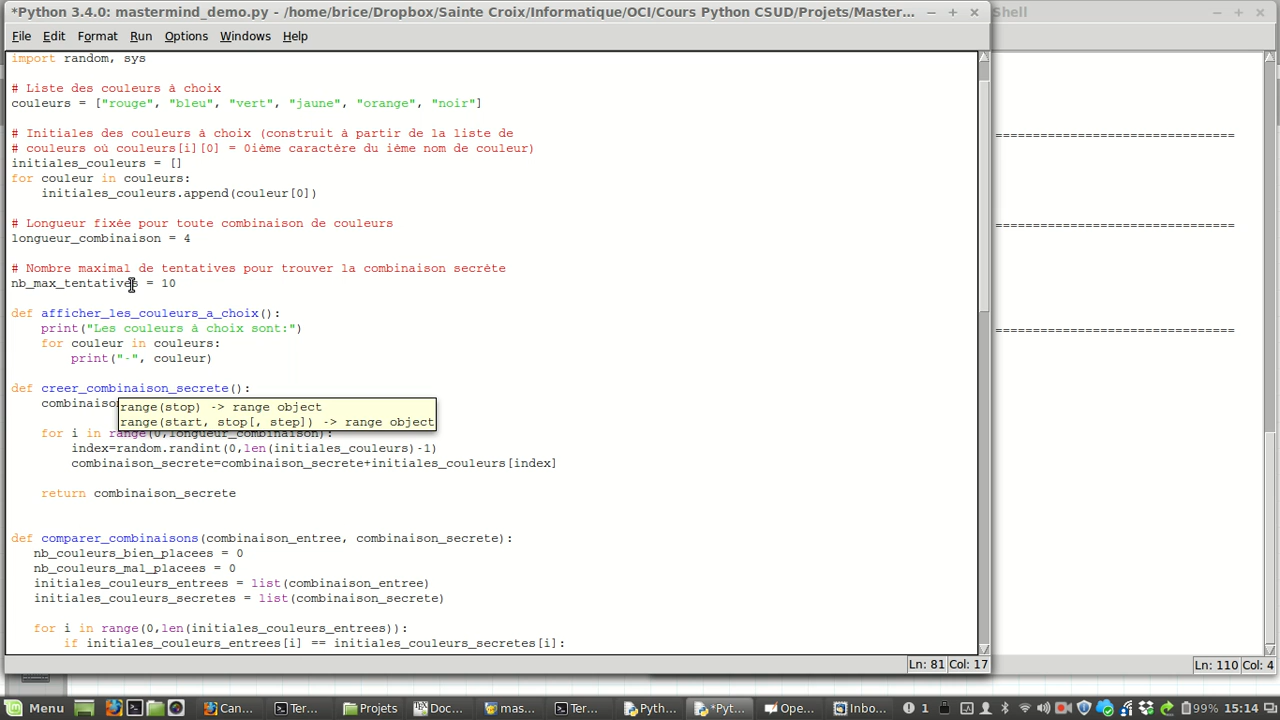 *Python 3.4.0: mastermind_demo.py - /home/brice/Dropbox/Sainte Croix/Informatique/OCI/Cours Python CSUD/Projets/Master...
Shell
File Edit Format Run Options Windows Help
import random, sys
# Liste des couleurs à choix
couleurs = ["rouge", "bleu", "vert", "jaune", "orange", "noir"]
# Initiales des couleurs à choix (construit à partir de la liste de
# couleurs où couleurs[i][0] = 0ième caractère du ième nom de couleur)
initiales_couleurs = []
for couleur in couleurs:
    initiales_couleurs.append(couleur[0])
# Longueur fixée pour toute combinaison de couleurs
longueur_combinaison = 4
# Nombre maximal de tentatives pour trouver la combinaison secrète
nb_max_tentatives = 10
def afficher_les_couleurs_a_choix():
    print("Les couleurs à choix sont:")
    for couleur in couleurs:
        print("-", couleur)
def creer_combinaison_secrete():
    combinaiso
range(stop) -> range object
range(start, stop[, step]) -> range object
    for i in range(0,longueur_combinaison):
        index=random.randint(0,len(initiales_couleurs)-1)
        combinaison_secrete=combinaison_secrete+initiales_couleurs[index]
    return combinaison_secrete
def comparer_combinaisons(combinaison_entree, combinaison_secrete):
   nb_couleurs_bien_placees = 0
   nb_couleurs_mal_placees = 0
   initiales_couleurs_entrees = list(combinaison_entree)
   initiales_couleurs_secretes = list(combinaison_secrete)
   for i in range(0,len(initiales_couleurs_entrees)):
       if initiales_couleurs_entrees[i] == initiales_couleurs_secretes[i]:
Ln: 81 Col: 17
Ln: 110 Col: 4
Menu Can... Ter... Projets Doc... mas... Ter... Pyth... *Pyt... Ope... Inbo... 1 99% 15:14